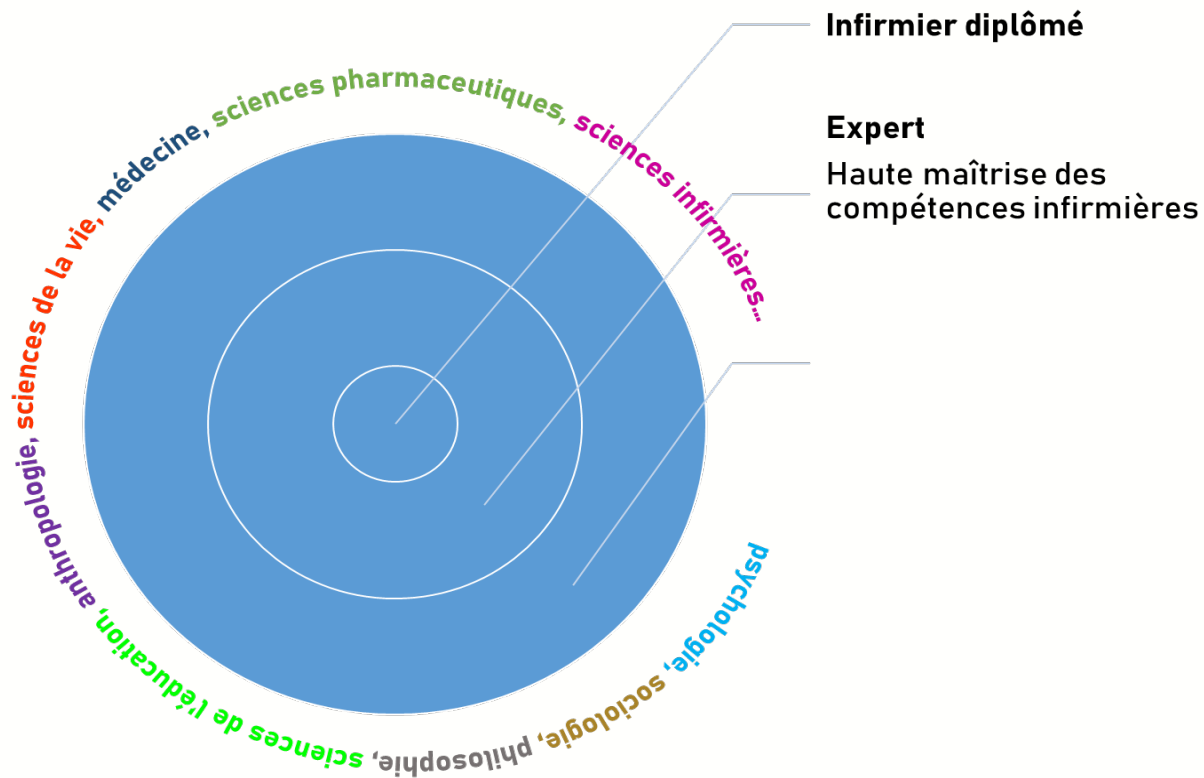 Infirmier diplômé
Expert
Haute maîtrise des
compétences infirmières
psychologie, sociologie, philosophie, sciences de l'éducation, anthropologie, sciences de la vie, médecine, sciences pharmaceutiques, sciences infirmières...